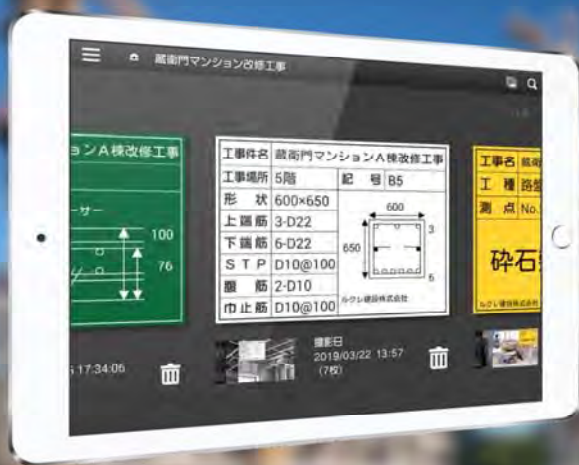 蔵衛門マンション改修工事
ョンA棟改修工事
ーサー
100
76
17:34:06
工事件名 蔵衛門マンションA棟改修工事
工事場所 5階 記号 B5
形状 600×650
上端筋 3-D22
下端筋 6-D22
STP D10@100
腹筋 2-D10
巾止筋 D10@100
600
650
3
6
ルクレ建設株式会社
撮影日
2019/03/22 13:57
(7枚)
工事名 蔵衛
工種 路盤
測点 No.
砕石
ルクレ建設株式会社